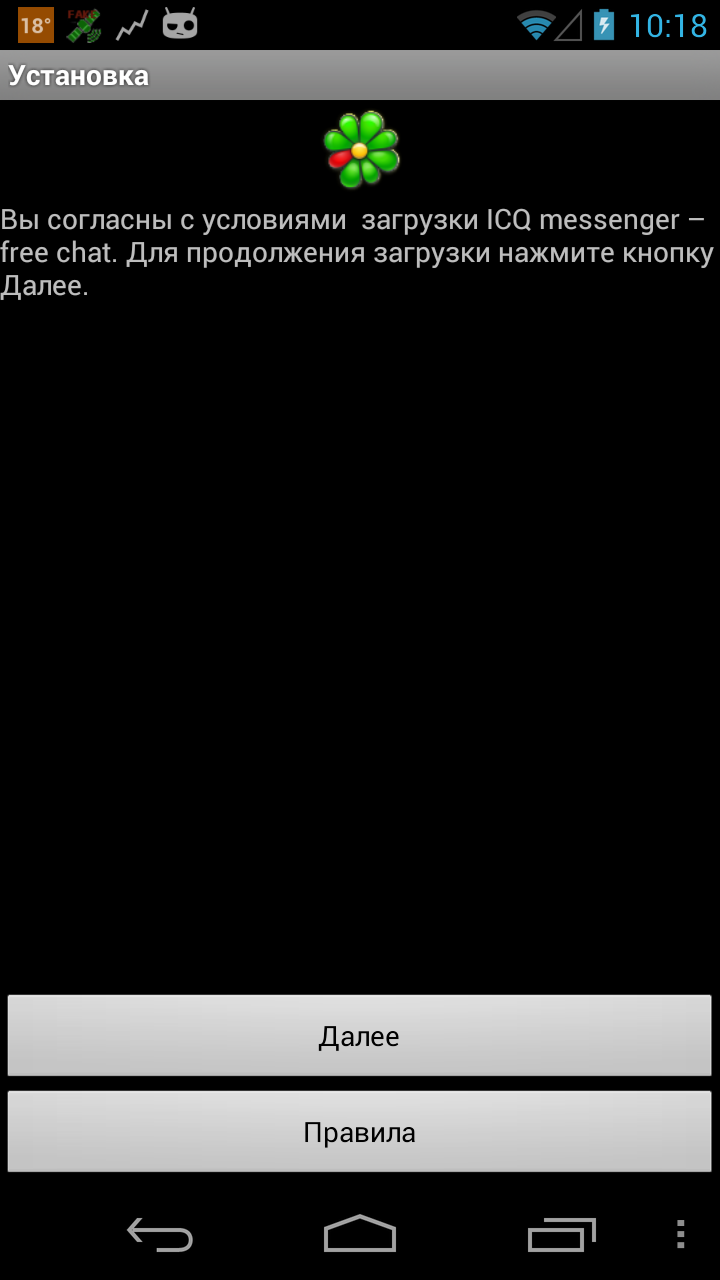 18°
FAKE
10:18
Установка
Вы согласны с условиями  загрузки ICQ messenger –
free chat. Для продолжения загрузки нажмите кнопку
Далее.
Далее
Правила